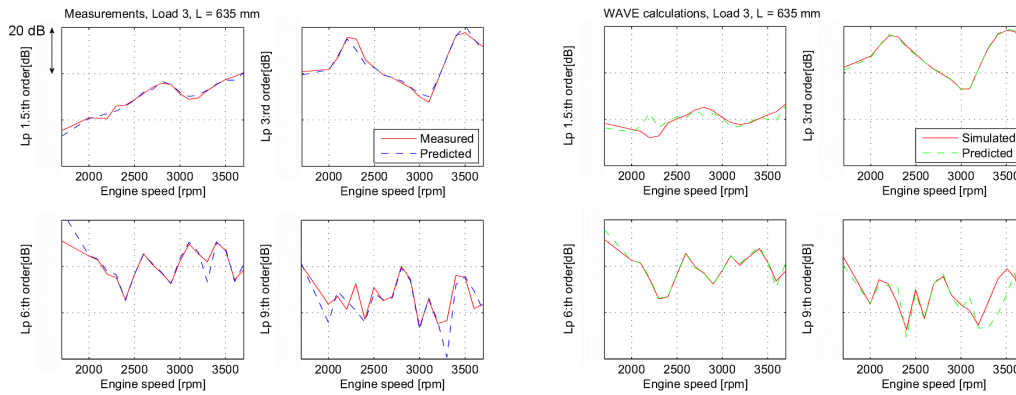 Measurements, Load 3, L = 635 mm
WAVE calculations, Load 3, L = 635 mm
20 dB
Lp 1.5:th order[dB]
2000 2500 3000 3500
Engine speed [rpm]
Lp 3:rd order[dB]
Measured
Predicted
2000 2500 3000 3500
Engine speed [rpm]
Lp 1.5:th order[dB]
2000 2500 3000 3500
Engine speed [rpm]
Lp 3:rd order[dB]
Simulated
Predicted
2000 2500 3000 3500
Engine speed [rpm]
Lp 6:th order[dB]
2000 2500 3000 3500
Engine speed [rpm]
Lp 9:th order[dB]
2000 2500 3000 3500
Engine speed [rpm]
Lp 6:th order[dB]
2000 2500 3000 3500
Engine speed [rpm]
Lp 9:th order[dB]
2000 2500 3000 3500
Engine speed [rpm]